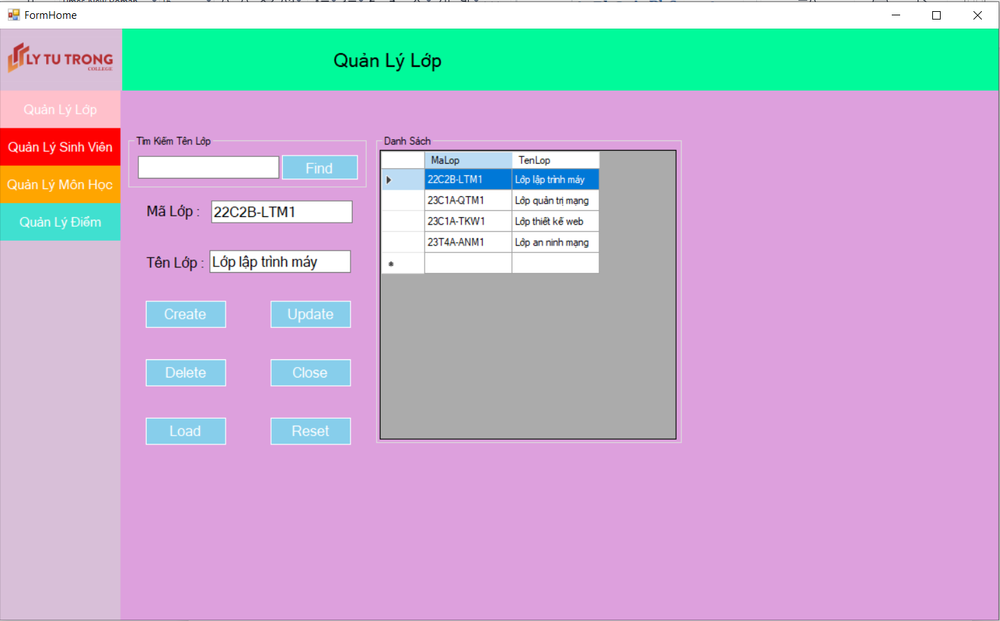 FormHome
LY TU TRONG
COLLEGE
Quản Lý Lớp
Quản Lý Lớp
Quản Lý Sinh Viên
Quản Lý Môn Học
Quản Lý Điểm
Tìm Kiếm Tên Lớp
Find
Mã Lớp : 22C2B-LTM1
Tên Lớp : Lớp lập trình máy
Create Update
Delete Close
Load Reset
Danh Sách
MaLop TenLop
22C2B-LTM1 Lớp lập trình máy
23C1A-QTM1 Lớp quản trị mạng
23C1A-TKW1 Lớp thiết kế web
23T4A-ANM1 Lớp an ninh mạng